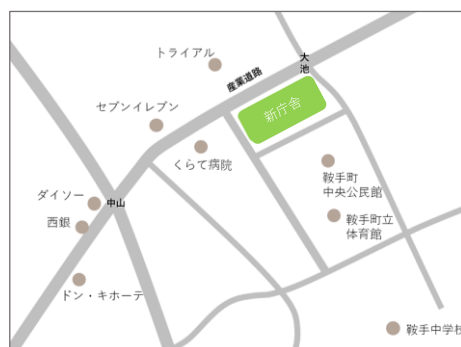 トライアル
大池
産業道路
セブンイレブン
新庁舎
くらて病院
鞍手町
中央公民館
ダイソー
中山
西銀
鞍手町立
体育館
ドン・キホーテ
鞍手中学校